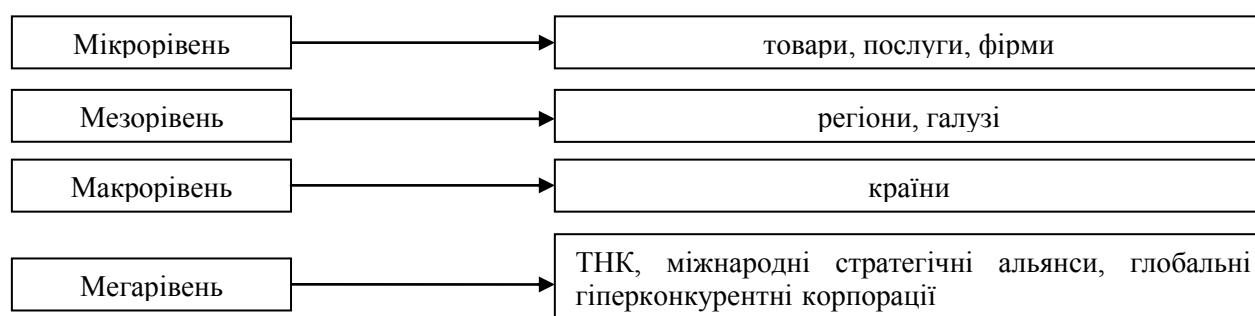 Мікрорівень
товари, послуги, фірми
Мезорівень
регіони, галузі
Макрорівень
країни
Мегарівень
ТНК, міжнародні стратегічні альянси, глобальні
гіперконкурентні корпорації